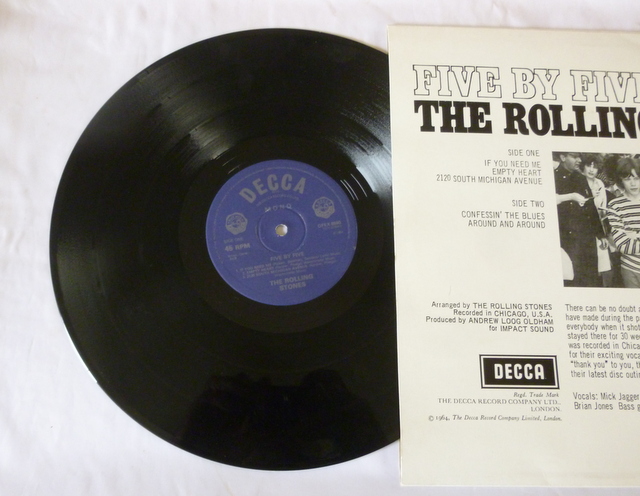 DECCA
MONO
45 RPM
FIVE BY FIVE
THE ROLLING
STONES
FIVE BY FIV
THE ROLLING
SIDE ONE
IF YOU NEED ME
EMPTY HEART
2120 SOUTH MICHIGAN AVENUE
SIDE TWO
CONFESSIN' THE BLUES
AROUND AND AROUND
Arranged by THE ROLLING STONES
Recorded in CHICAGO, U.S.A.
Produced by ANDREW LOOG OLDHAM
for IMPACT SOUND
There can be no doubt a
have made during the p
everybody when it shot
stayed there for 30 wee
was recorded in Chicag
for their exciting vocal
"thank you" to you, th
their latest disc outin
Vocals: Mick Jagger
Brian Jones Bass g
DECCA
Regd. Trade Mark
THE DECCA RECORD COMPANY LTD.,
LONDON.
© 1964, The Decca Record Company Limited, London.